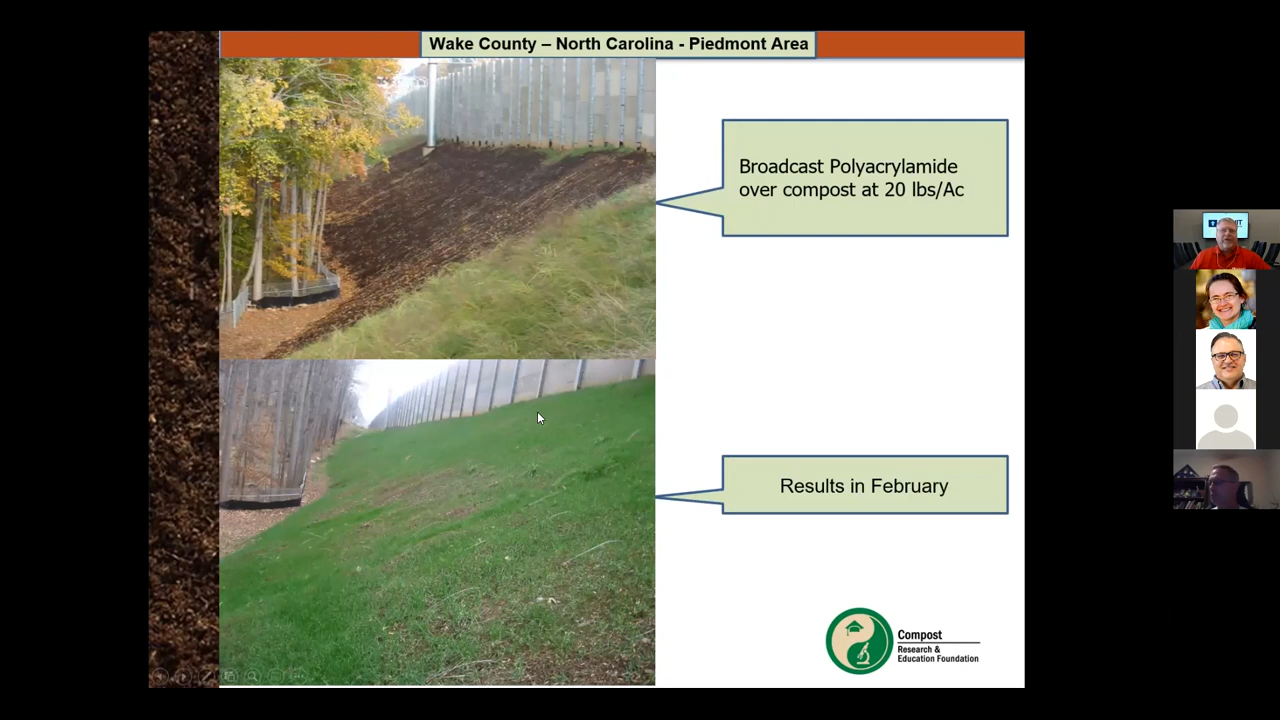 Wake County – North Carolina - Piedmont Area
Broadcast Polyacrylamide
over compost at 20 lbs/Ac
Results in February
Compost
Research &
Education Foundation